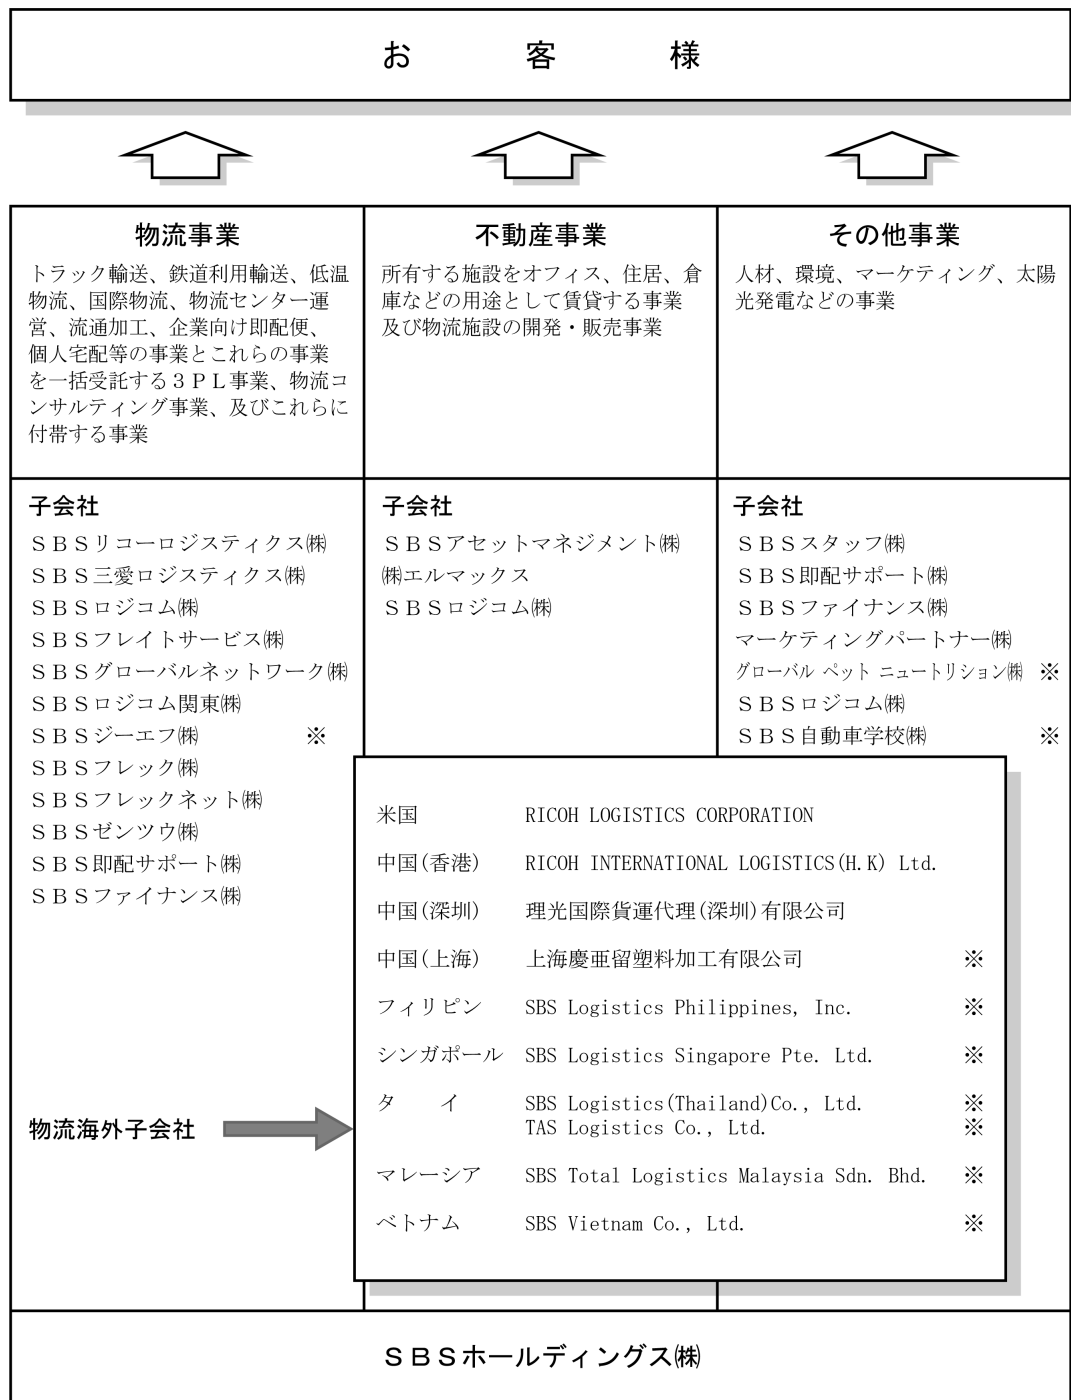 お 客 様
物流事業
トラック輸送、鉄道利用輸送、低温
物流、国際物流、物流センター運
営、流通加工、企業向け即配便、
個人宅配等の事業とこれらの事業
を一括受託する３ＰＬ事業、物流コ
ンサルティング事業、及びこれらに
付帯する事業
不動産事業
所有する施設をオフィス、住居、倉
庫などの用途として賃貸する事業
及び物流施設の開発・販売事業
その他事業
人材、環境、マーケティング、太陽
光発電などの事業
子会社
ＳＢＳリコーロジスティクス㈱
ＳＢＳ三愛ロジスティクス㈱
ＳＢＳロジコム㈱
ＳＢＳフレイトサービス㈱
ＳＢＳグローバルネットワーク㈱
ＳＢＳロジコム関東㈱
ＳＢＳジーエフ㈱ ※
ＳＢＳフレック㈱
ＳＢＳフレックネット㈱
ＳＢＳゼンツウ㈱
ＳＢＳ即配サポート㈱
ＳＢＳファイナンス㈱
子会社
ＳＢＳアセットマネジメント㈱
㈱エルマックス
ＳＢＳロジコム㈱
子会社
ＳＢＳスタッフ㈱
ＳＢＳ即配サポート㈱
ＳＢＳファイナンス㈱
マーケティングパートナー㈱
グローバル ペット ニュートリション㈱ ※
ＳＢＳロジコム㈱
ＳＢＳ自動車学校㈱ ※
物流海外子会社
米国 RICOH LOGISTICS CORPORATION
中国(香港) RICOH INTERNATIONAL LOGISTICS(H.K) Ltd.
中国(深圳) 理光国際貨運代理(深圳)有限公司
中国(上海) 上海慶亜留塑料加工有限公司 ※
フィリピン SBS Logistics Philippines, Inc. ※
シンガポール SBS Logistics Singapore Pte. Ltd. ※
タ イ SBS Logistics(Thailand)Co., Ltd. ※
TAS Logistics Co., Ltd. ※
マレーシア SBS Total Logistics Malaysia Sdn. Bhd. ※
ベトナム SBS Vietnam Co., Ltd. ※
ＳＢＳホールディングス㈱